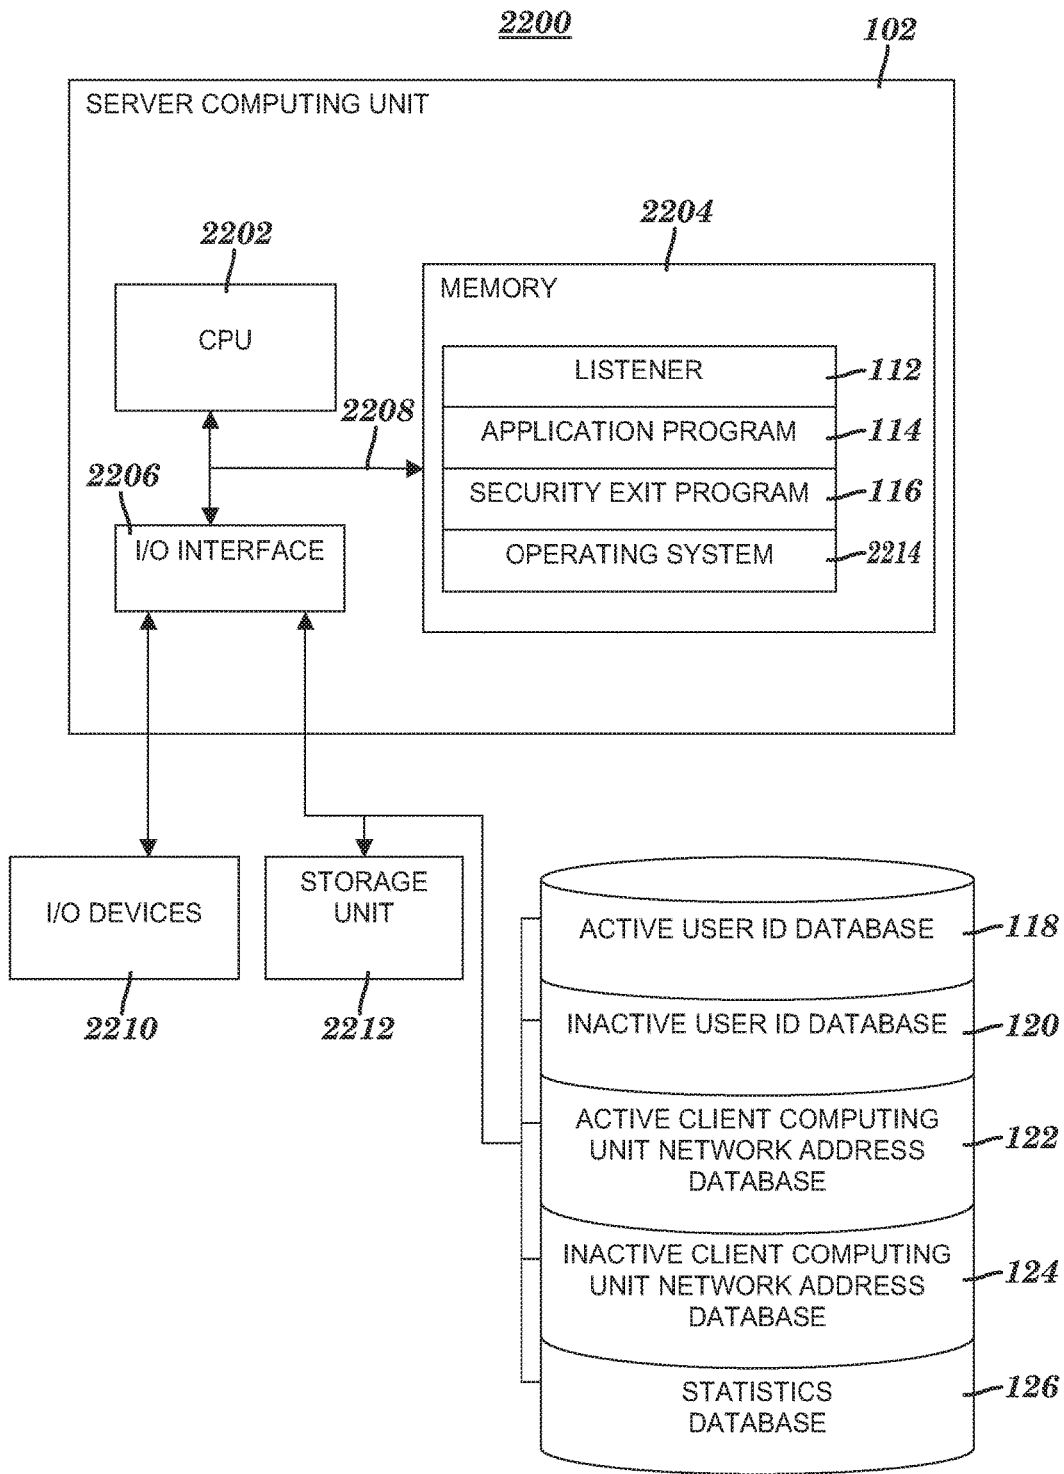 2200
102
SERVER COMPUTING UNIT
2204
2202
MEMORY
CPU
LISTENER
112
2208
APPLICATION PROGRAM
114
2206
SECURITY EXIT PROGRAM
116
I/O INTERFACE
OPERATING SYSTEM
2214
I/O DEVICES
STORAGE
UNIT
2210
2212
ACTIVE USER ID DATABASE
118
INACTIVE USER ID DATABASE
120
ACTIVE CLIENT COMPUTING
UNIT NETWORK ADDRESS
DATABASE
122
INACTIVE CLIENT COMPUTING
UNIT NETWORK ADDRESS
DATABASE
124
STATISTICS
DATABASE
126